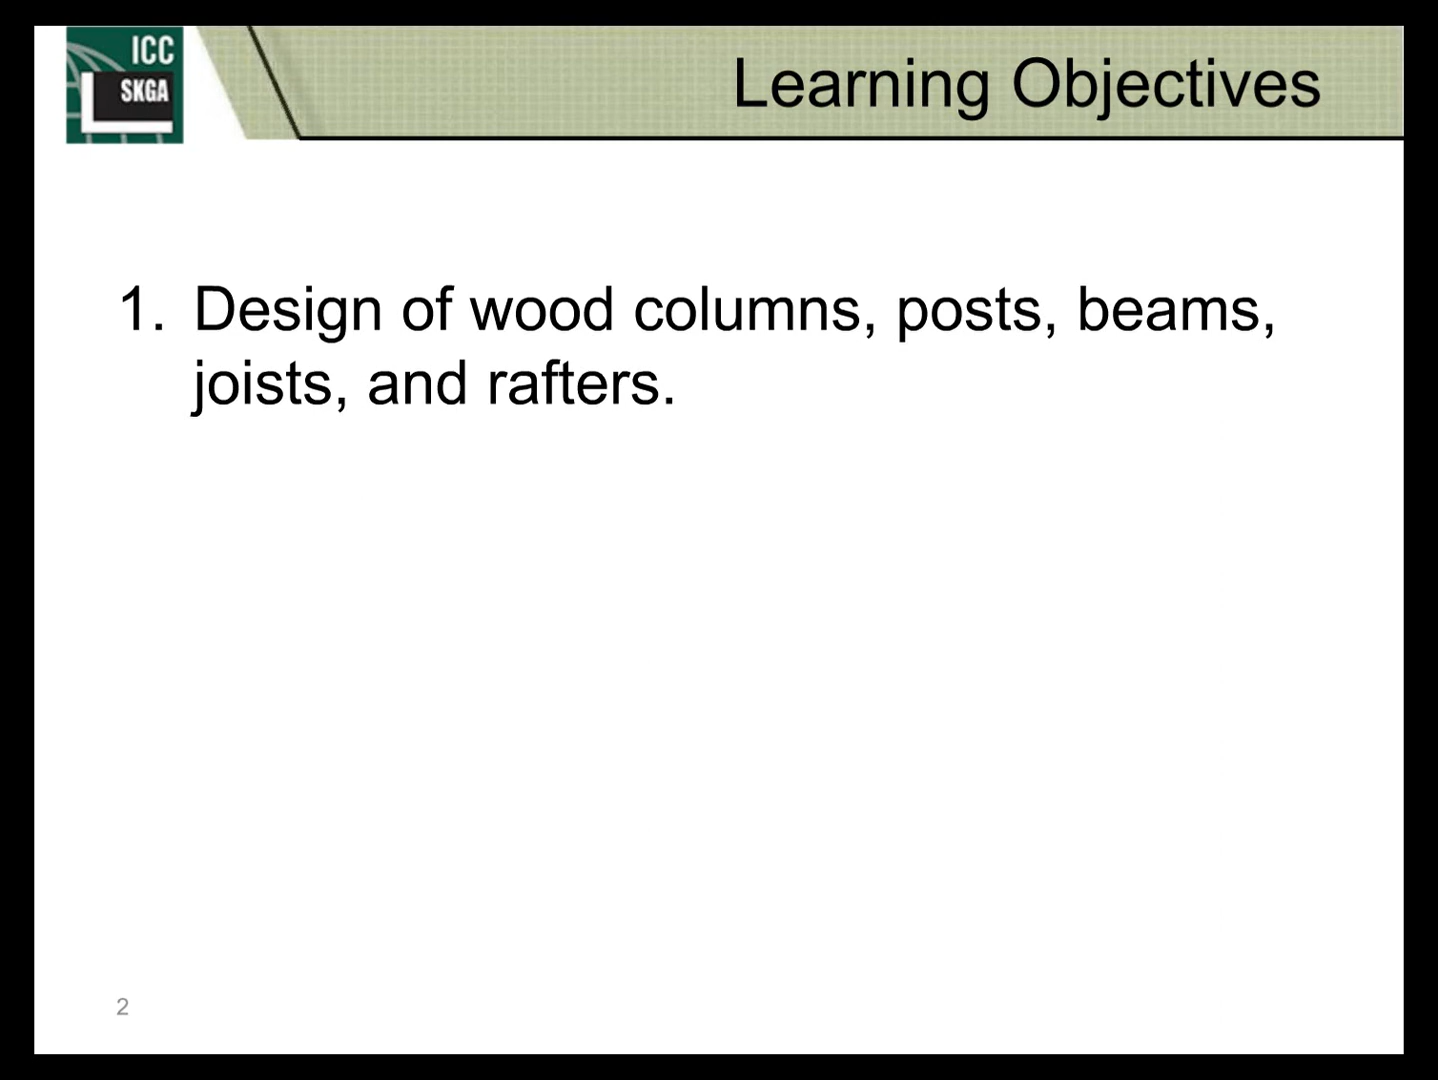 ICC
SKGA
Learning Objectives
1. Design of wood columns, posts, beams,
joists, and rafters.
2